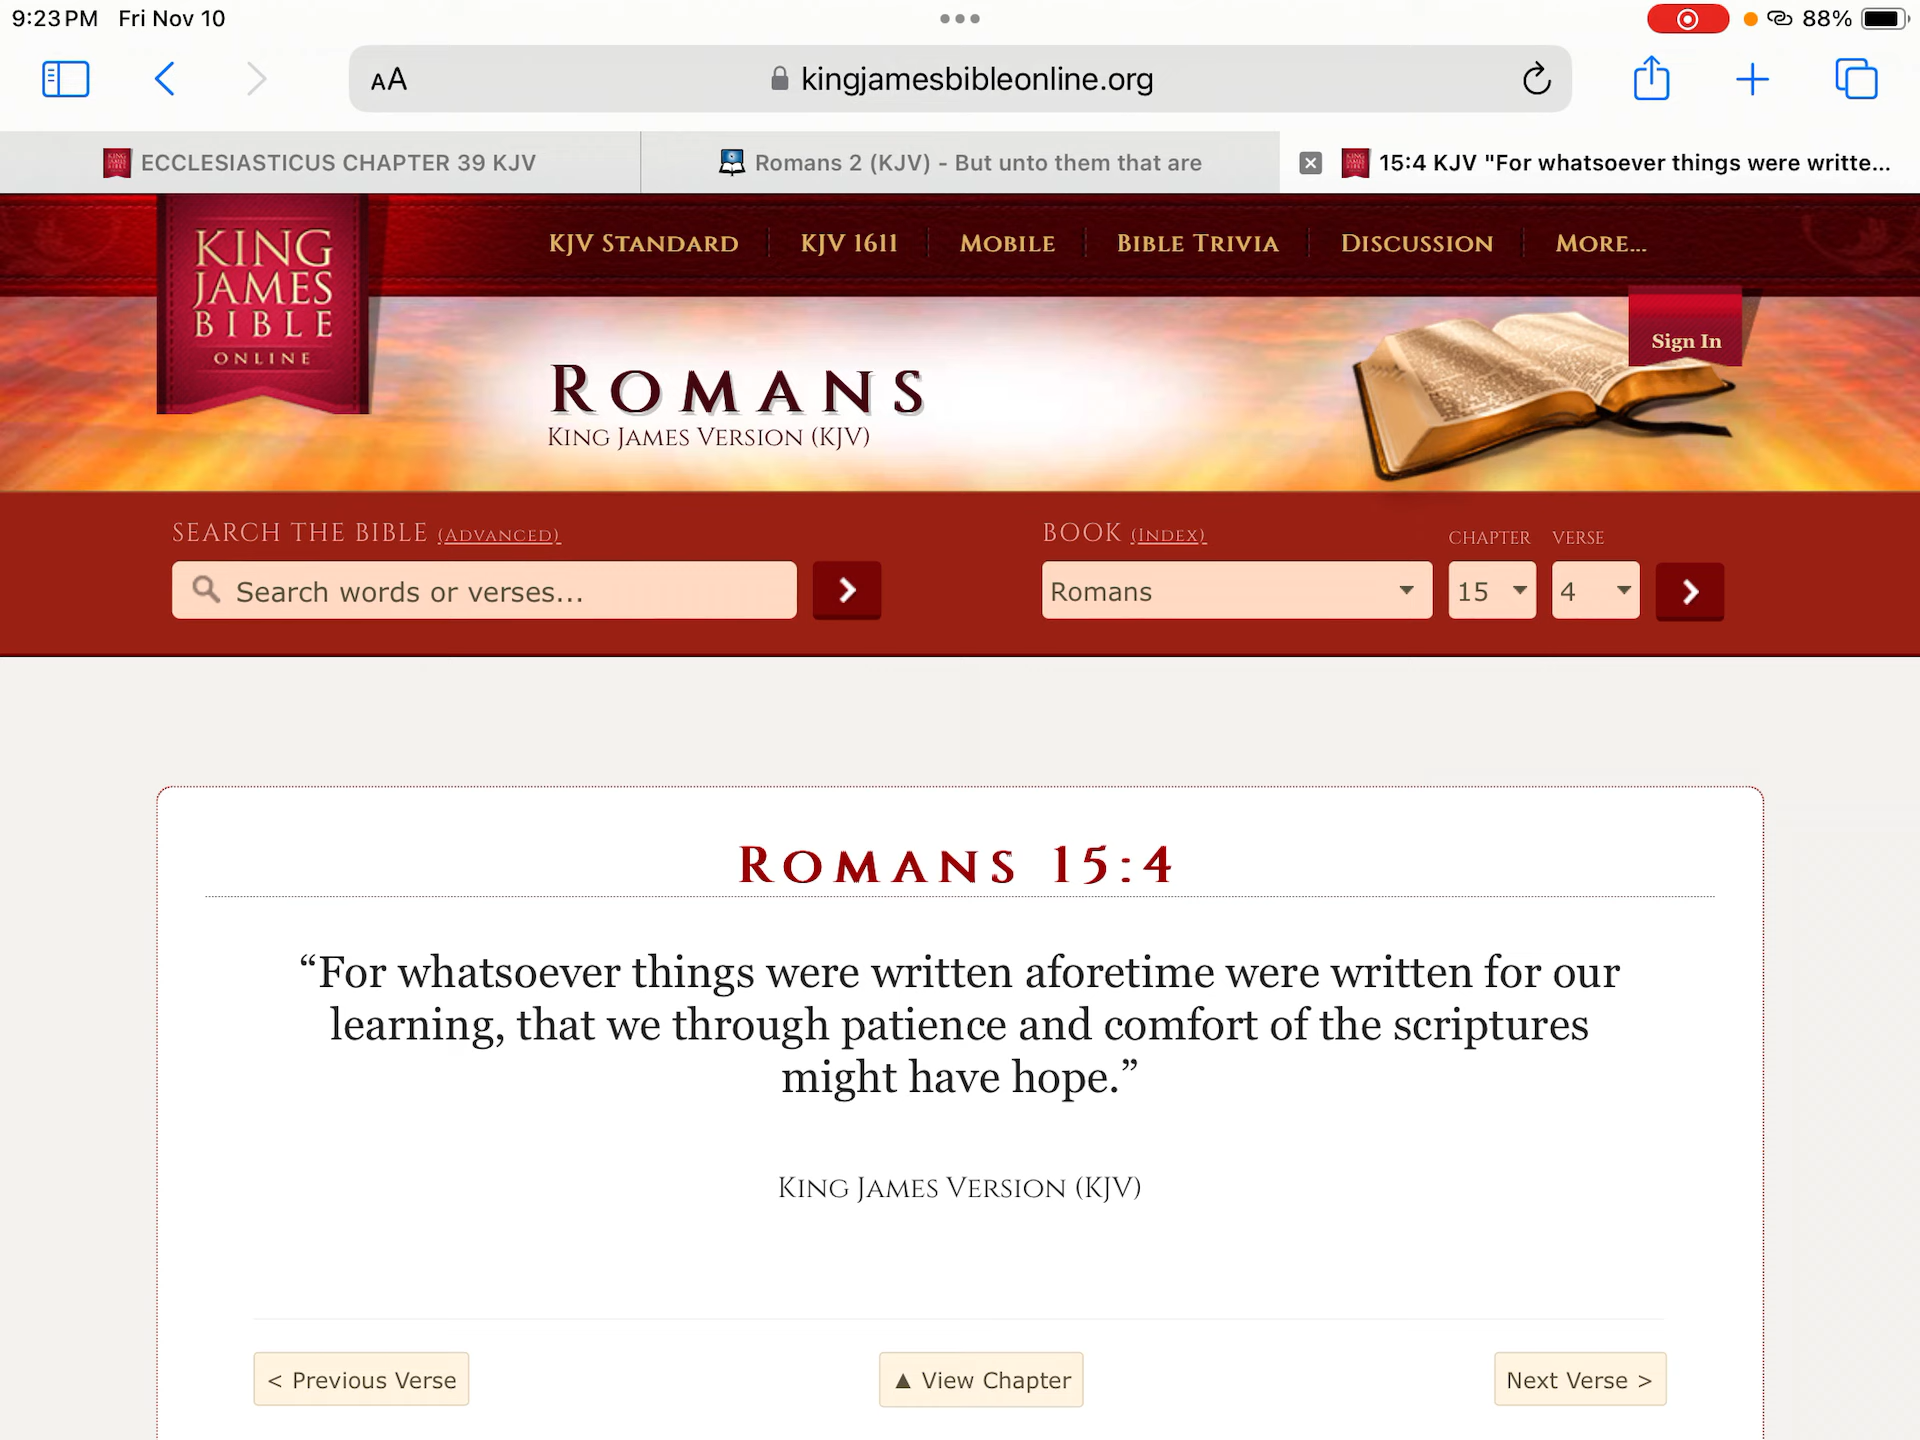 9:23 PM Fri Nov 10
88%
AA
kingjamesbibleonline.org
ECCLESIASTICUS CHAPTER 39 KJV
Romans 2 (KJV) - But unto them that are
15:4 KJV "For whatsoever things were writte...
KING
JAMES
BIBLE
ONLINE
KJV STANDARD
KJV 1611
MOBILE
BIBLE TRIVIA
DISCUSSION
MORE...
Sign In
ROMANS
KING JAMES VERSION (KJV)
SEARCH THE BIBLE (ADVANCED)
BOOK (INDEX)
CHAPTER
VERSE
Search words or verses...
Romans
15
4
ROMANS 15:4
“For whatsoever things were written aforetime were written for our
learning, that we through patience and comfort of the scriptures
might have hope.”
KING JAMES VERSION (KJV)
< Previous Verse
▲ View Chapter
Next Verse >